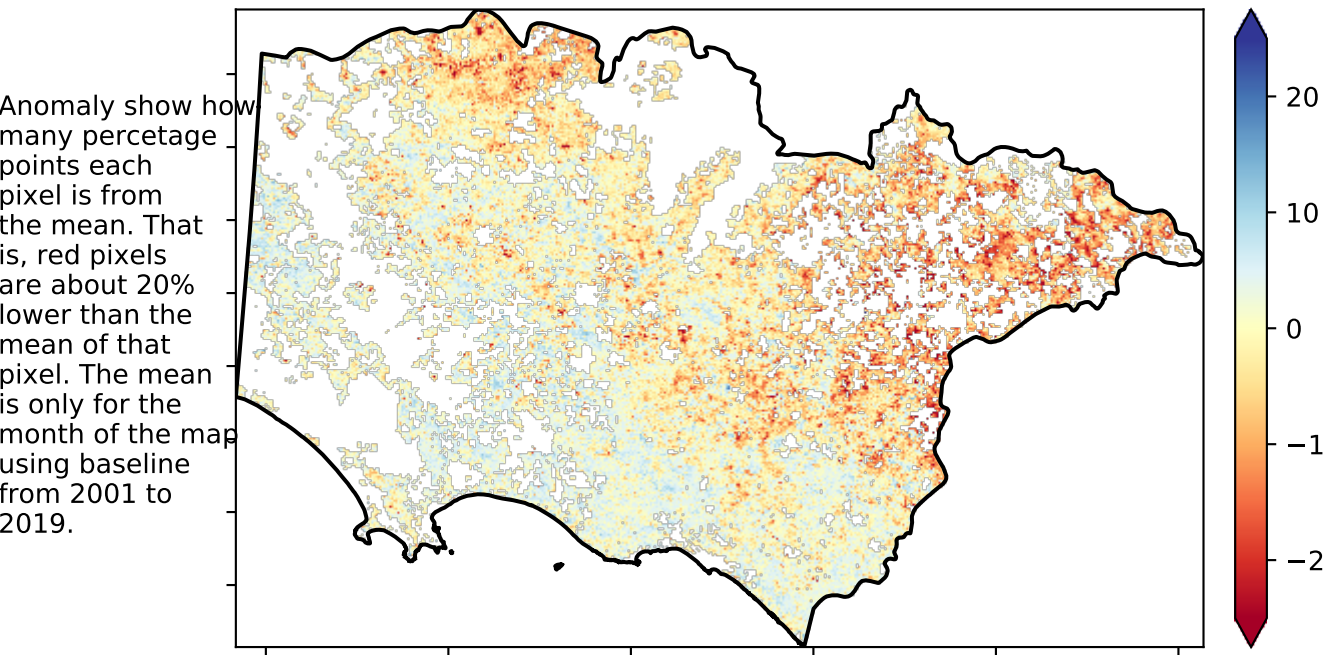 Anomaly show how
many percetage
points each
pixel is from
the mean. That
is, red pixels
are about 20%
lower than the
mean of that
pixel. The mean
is only for the
month of the map
using baseline
from 2001 to
2019.
20
10
0
−1
−2